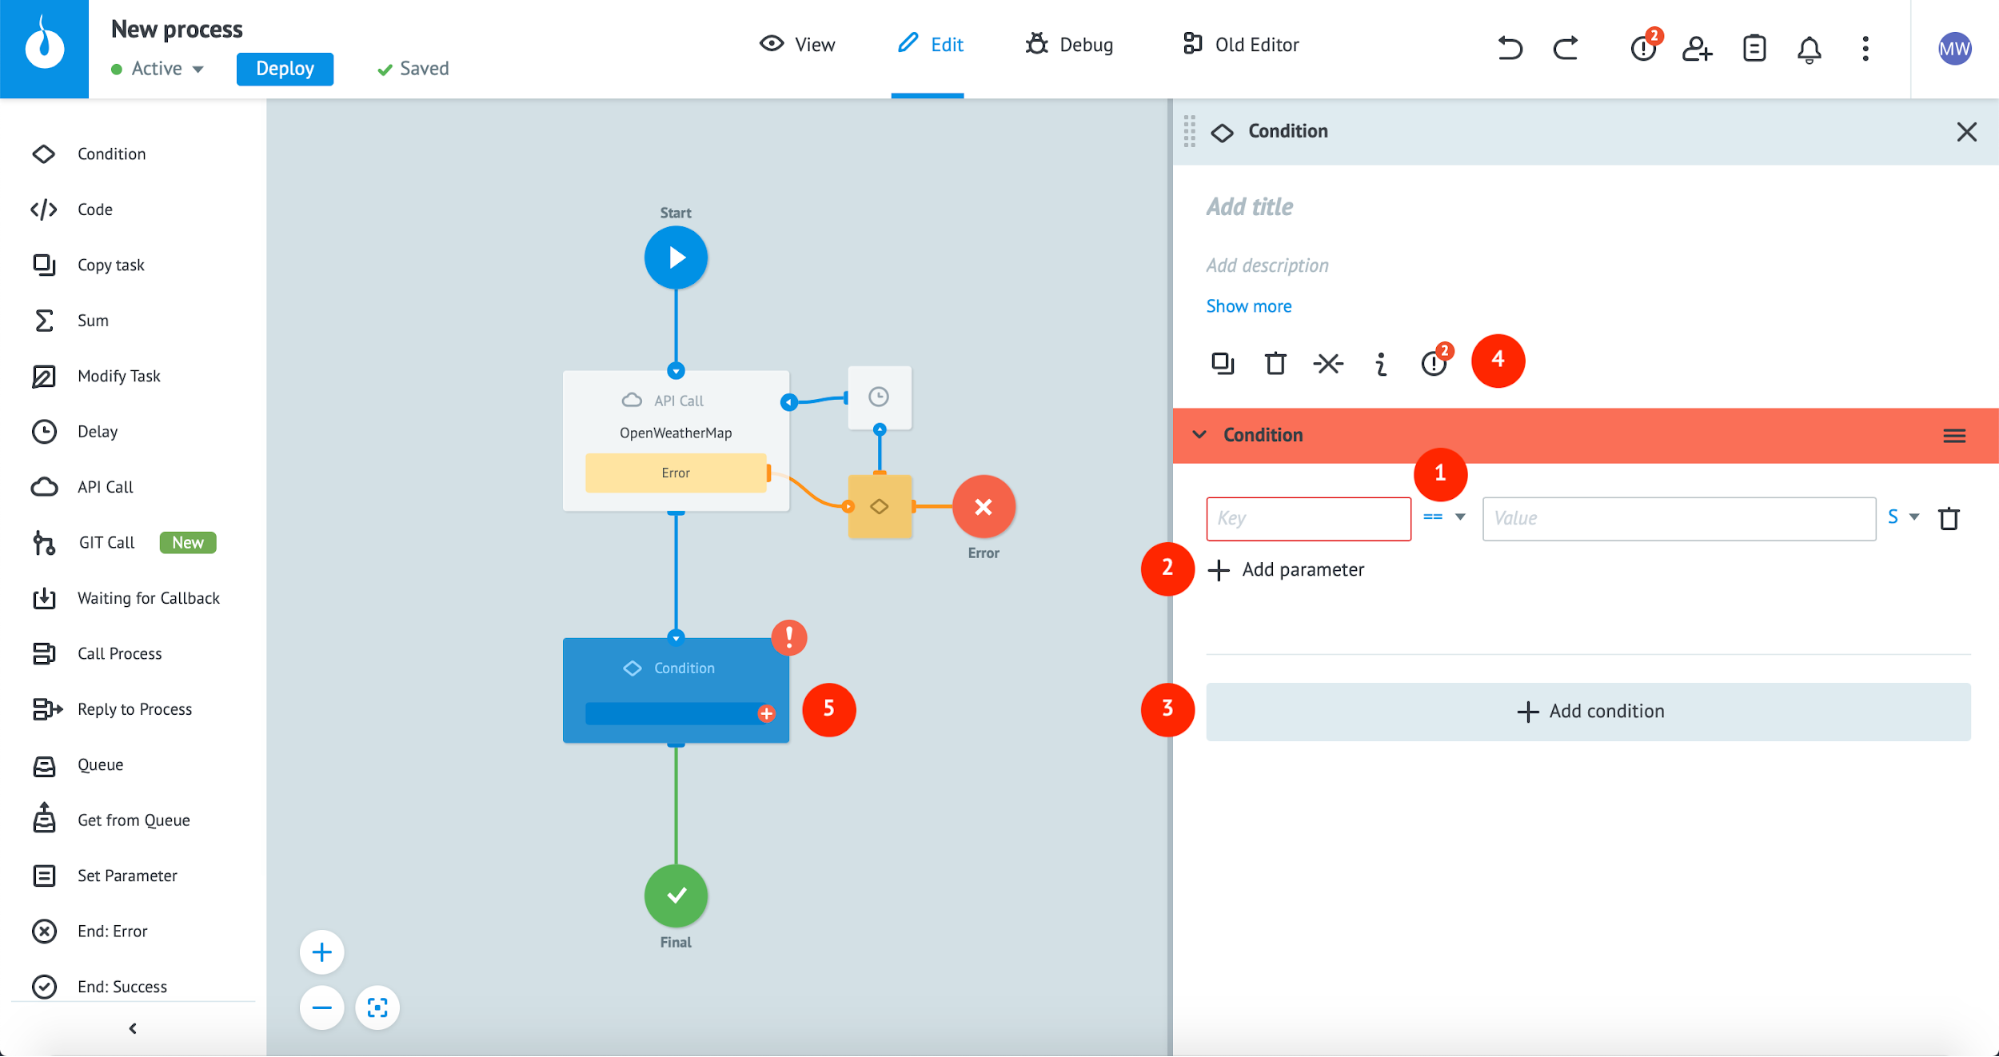 New process
Active
Deploy
Saved
View
Edit
Debug
Old Editor
2
MW
Condition
Code
Copy task
Sum
Modify Task
Delay
API Call
GIT Call New
Waiting for Callback
Call Process
Reply to Process
Queue
Get from Queue
Set Parameter
End: Error
End: Success
Start
API Call
OpenWeatherMap
Error
Error
Condition
5
Final
Condition
Add title
Add description
Show more
2
4
Condition
1
Key == Value S
2 Add parameter
3 Add condition